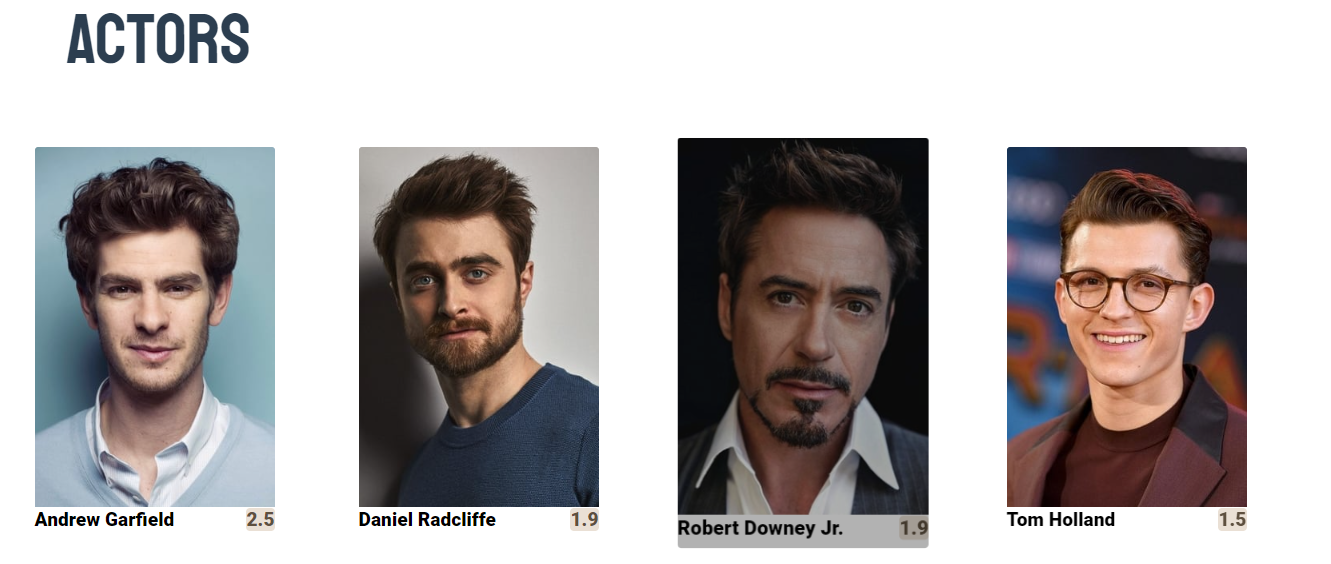 ACTORS
Andrew Garfield 2.5
Daniel Radcliffe 1.9
Robert Downey Jr. 1.9
Tom Holland 1.5